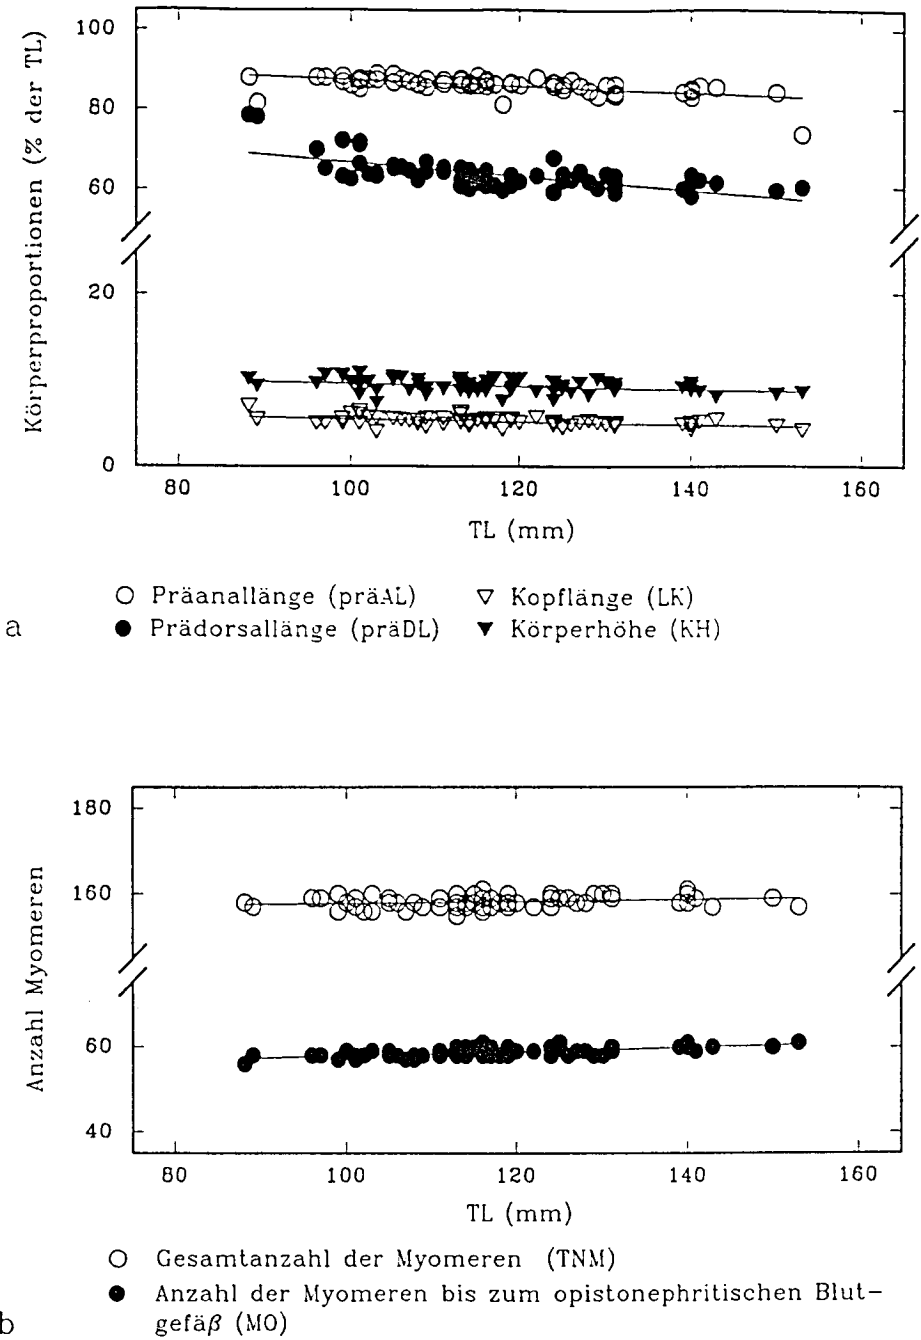 Körperproportionen (% der TL)
100
80
60
20
0
80 100 120 140 160
TL (mm)
○ Präanallänge (präAL) ▽ Kopflänge (LK)
● Prädorsallänge (präDL) ▼ Körperhöhe (KH)
a
Anzahl Myomeren
180
160
60
40
80 100 120 140 160
TL (mm)
○ Gesamtanzahl der Myomeren (TNM)
● Anzahl der Myomeren bis zum opistonephritischen Blut-
gefäß (MO)
b